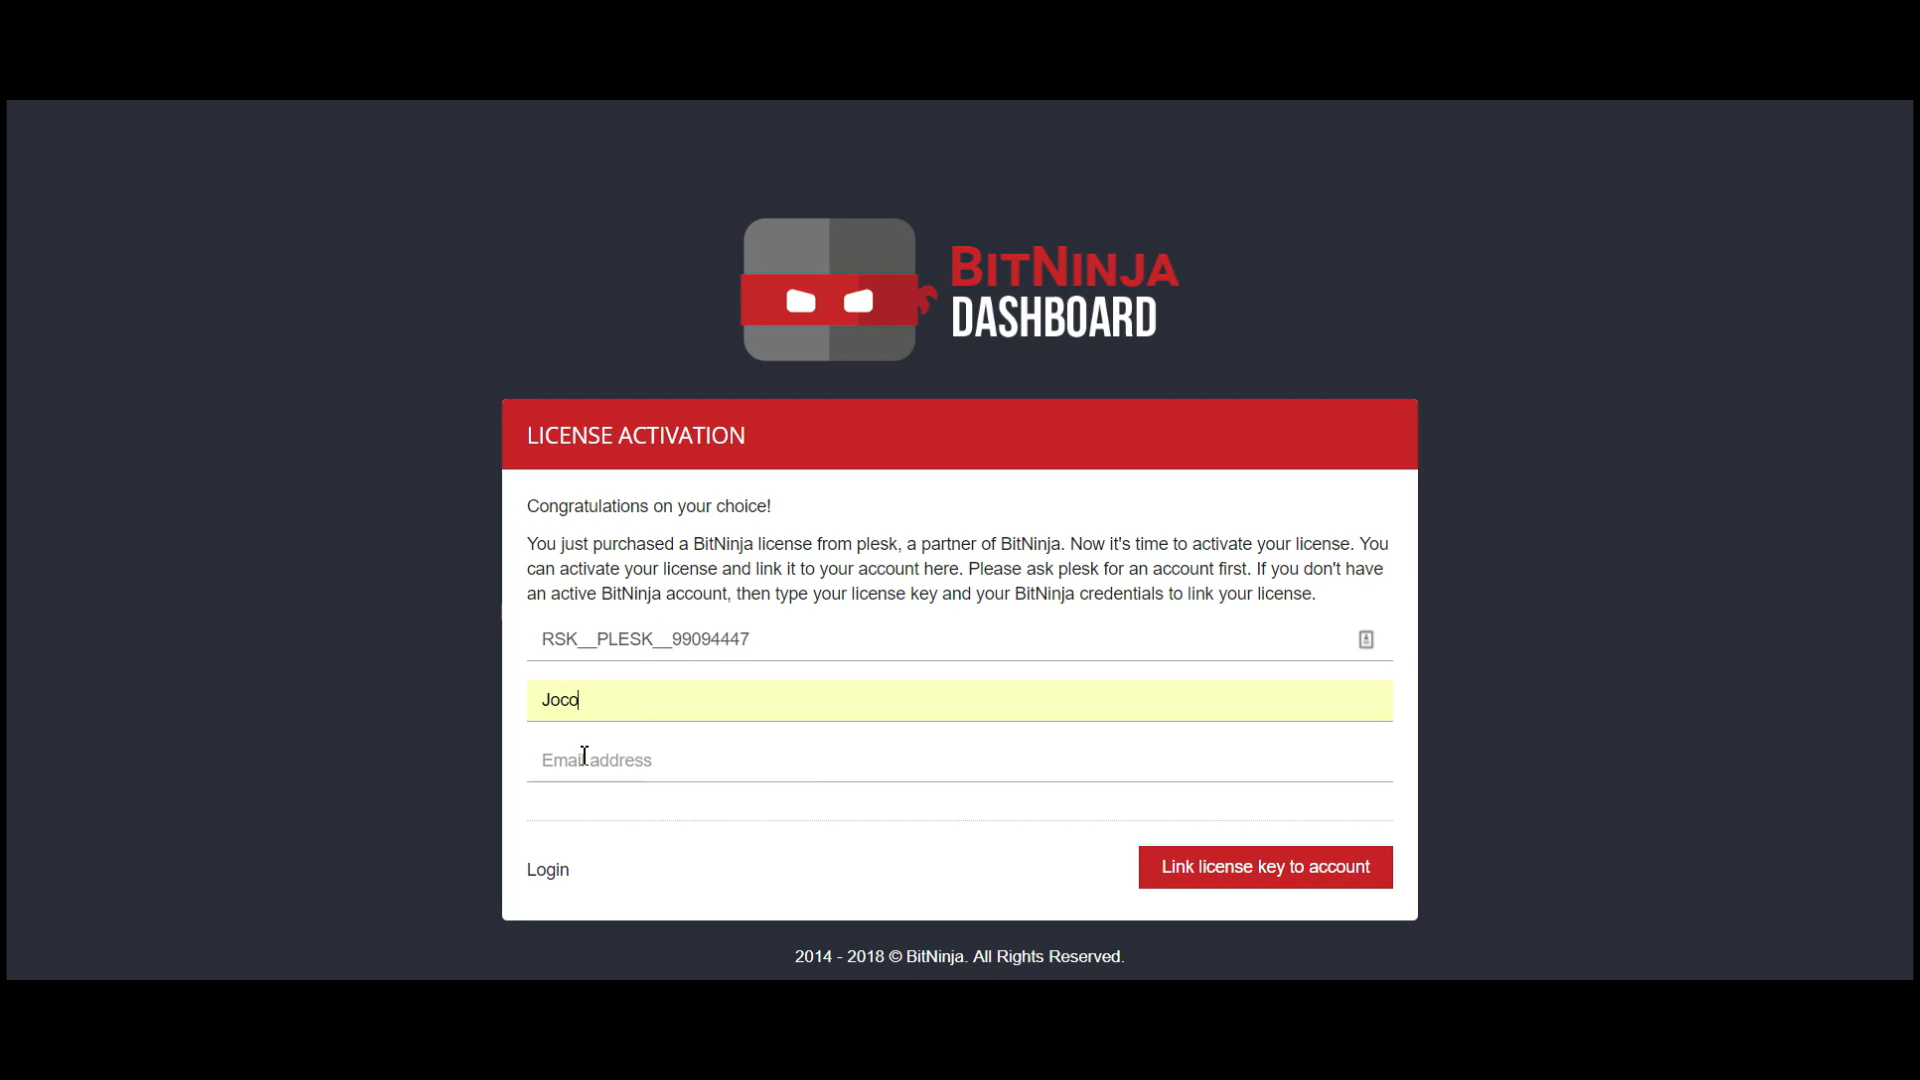 BITNINJA
DASHBOARD
LICENSE ACTIVATION
Congratulations on your choice!
You just purchased a BitNinja license from plesk, a partner of BitNinja. Now it's time to activate your license. You
can activate your license and link it to your account here. Please ask plesk for an account first. If you don't have
an active BitNinja account, then type your license key and your BitNinja credentials to link your license.
RSK__PLESK__99094447
Joco
Email address
Login
Link license key to account
2014 - 2018 © BitNinja. All Rights Reserved.